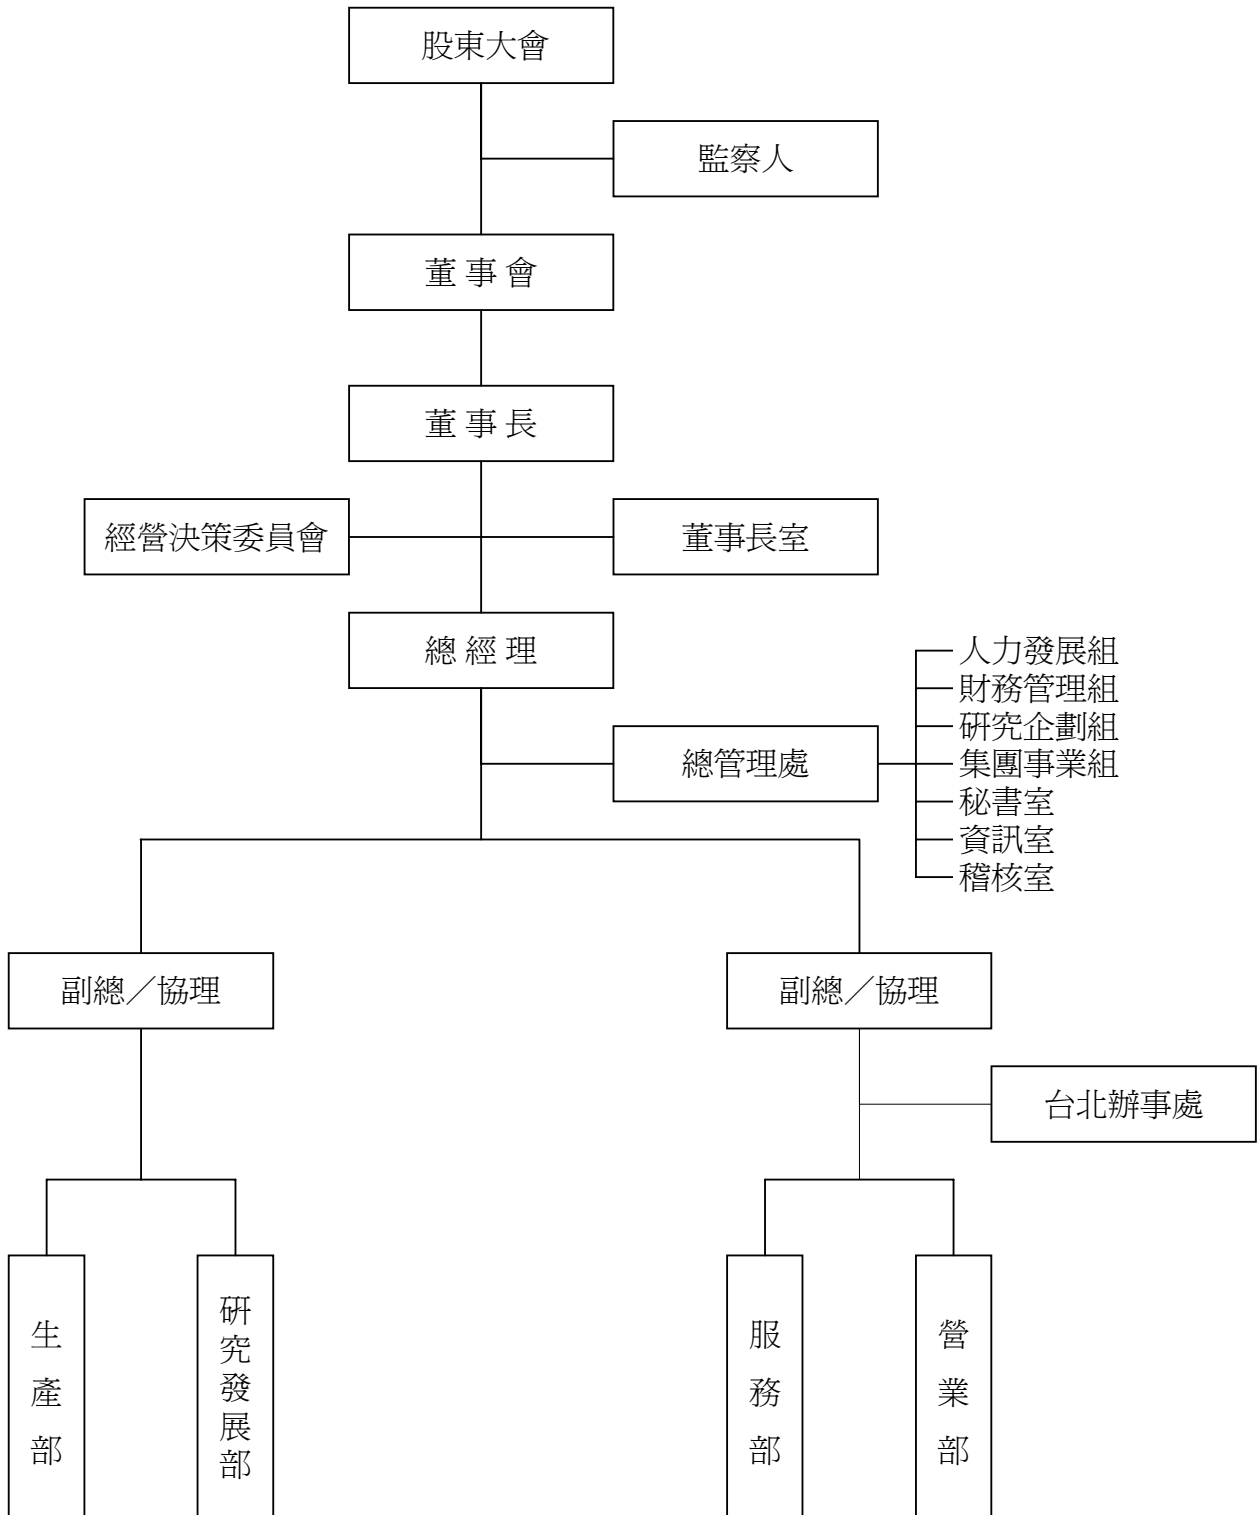 股東大會
監察人
董事會
董事長
經營決策委員會
董事長室
總經理
人力發展組
財務管理組
研究企劃組
總管理處
集團事業組
秘書室
資訊室
稽核室
副總／協理
副總／協理
台北辦事處
生產部
研究發展部
服務部
營業部